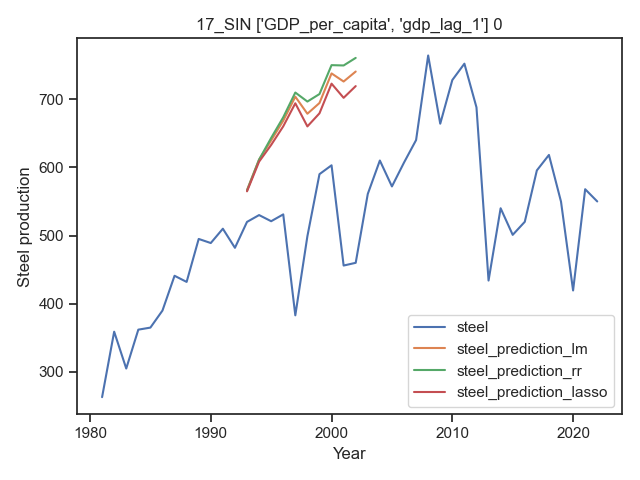 17_SIN ['GDP_per_capita', 'gdp_lag_1'] 0
Steel production
700
600
500
400
300
1980
1990
2000
2010
2020
Year
steel
steel_prediction_lm
steel_prediction_rr
steel_prediction_lasso